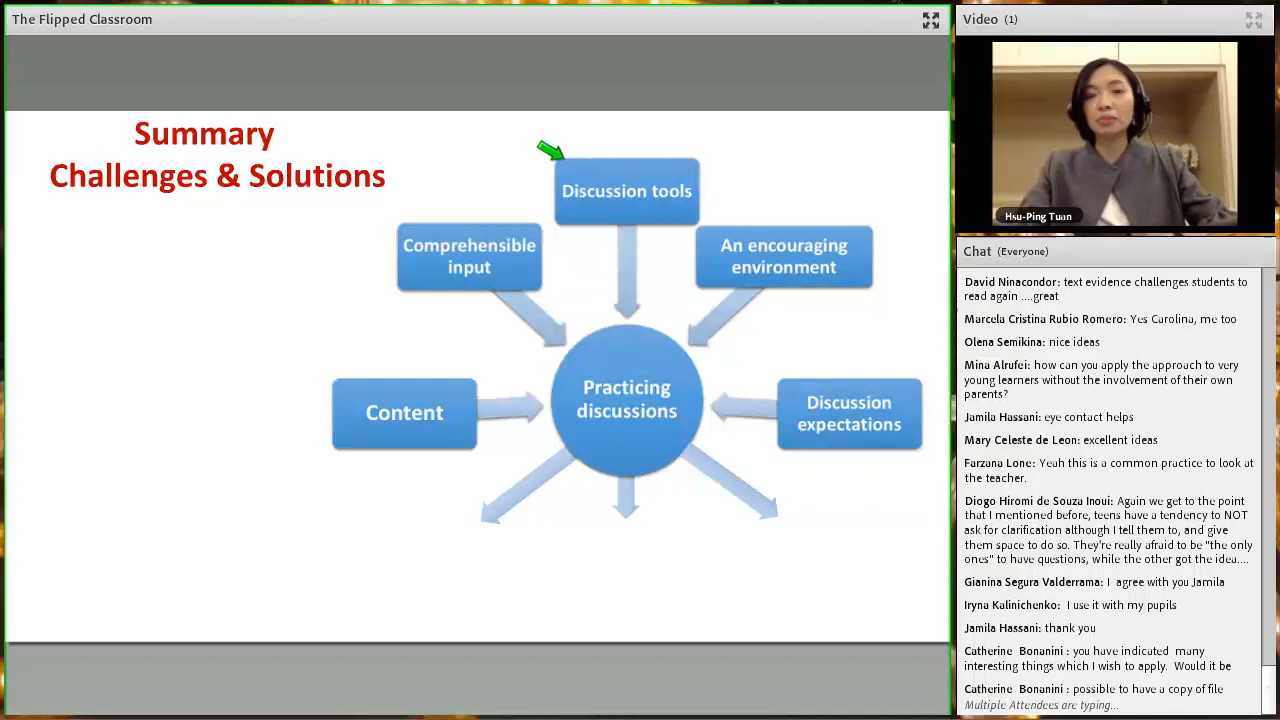 The Flipped Classroom
Summary
Challenges & Solutions
Discussion tools
Comprehensible
input
An encouraging
environment
Content
Practicing
discussions
Discussion
expectations
Video (1)
Hsu-Ping Tuan
Chat (Everyone)
David Ninacondor: text evidence challenges students to
read again ....great
Marcela Cristina Rubio Romero: Yes Carolina, me too
Olena Semikina: nice ideas
Mina Alrufei: how can you apply the approach to very
young learners without the involvement of their own
parents?
Jamila Hassani: eye contact helps
Mary Celeste de Leon: excellent ideas
Farzana Lone: Yeah this is a common practice to look at
the teacher.
Diogo Hiromi de Souza Inoui: Again we get to the point
that I mentioned before, teens have a tendency to NOT
ask for clarification although I tell them to, and give
them space to do so. They're really afraid to be "the only
ones" to have questions, while the other got the idea....
Gianina Segura Valderrama: I agree with you Jamila
Iryna Kalinichenko: I use it with my pupils
Jamila Hassani: thank you
Catherine Bonanini : you have indicated many
interesting things which I wish to apply. Would it be
Catherine Bonanini : possible to have a copy of file
Multiple Attendees are typing...